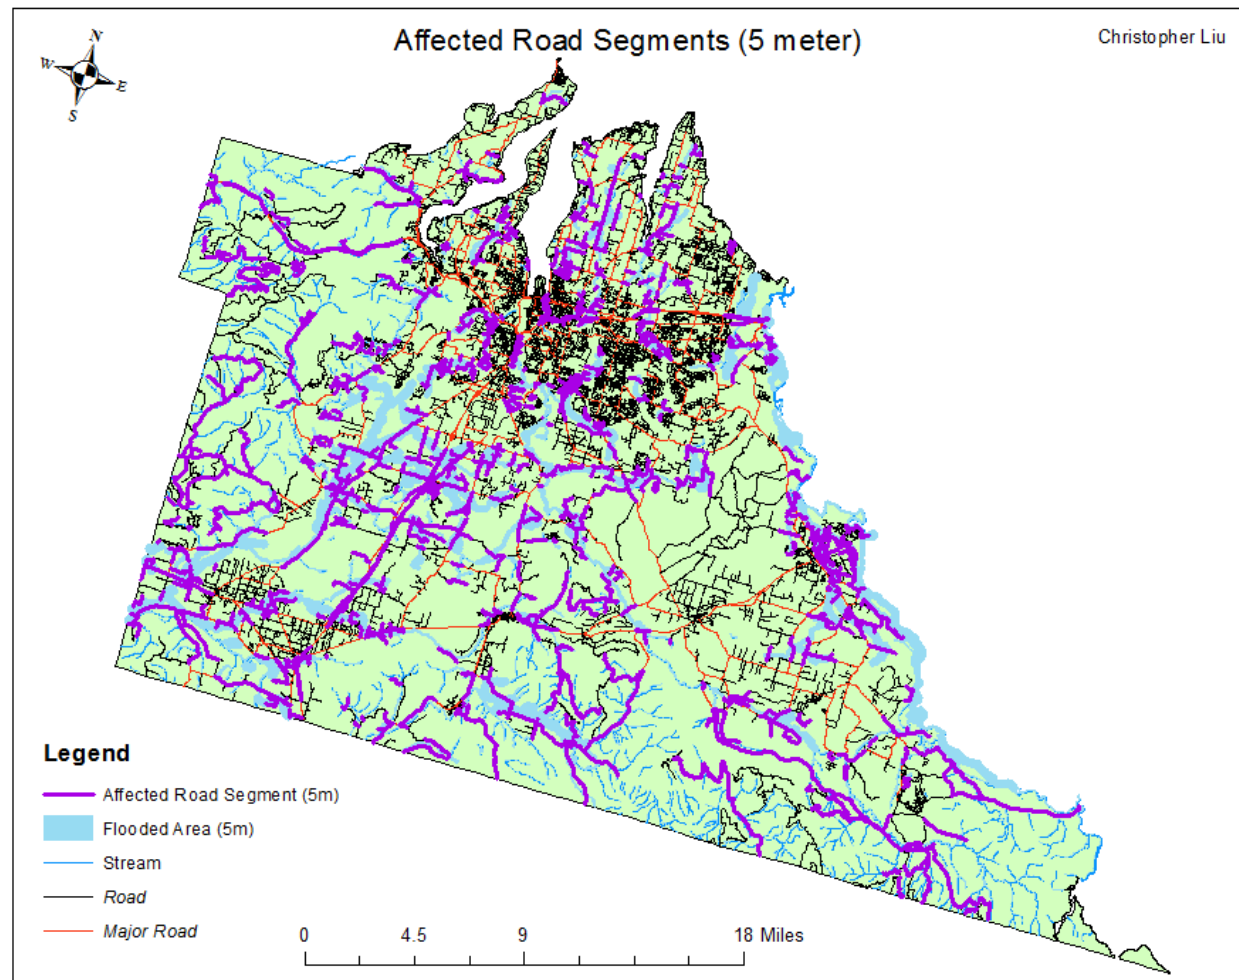 Affected Road Segments (5 meter)
Christopher Liu
N
W
E
S
Legend
Affected Road Segment (5m)
Flooded Area (5m)
Stream
Road
Major Road
0 4.5 9 18 Miles